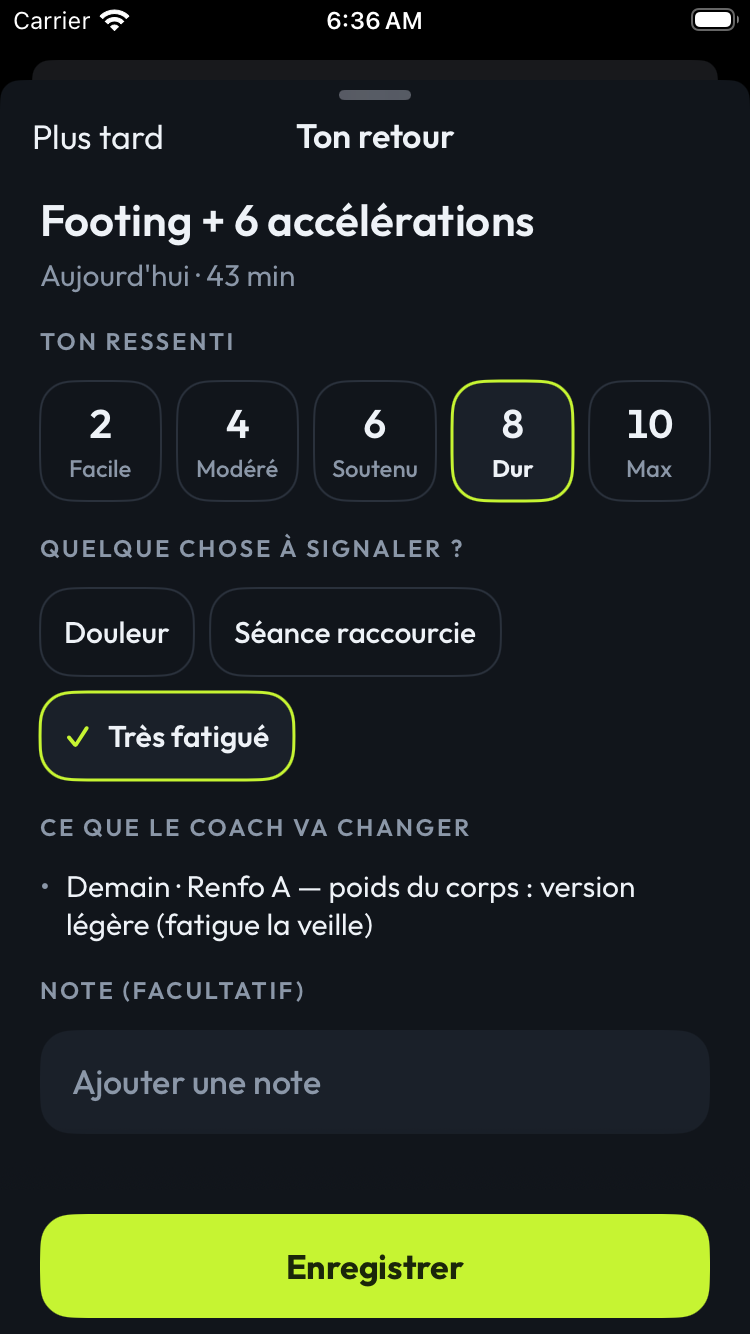 Carrier 6:36 AM
Plus tard Ton retour
Footing + 6 accélérations
Aujourd'hui · 43 min
TON RESSENTI
2 4 6 8 10
Facile Modéré Soutenu Dur Max
QUELQUE CHOSE À SIGNALER ?
Douleur Séance raccourcie
✓ Très fatigué
CE QUE LE COACH VA CHANGER
• Demain · Renfo A — poids du corps : version
légère (fatigue la veille)
NOTE (FACULTATIF)
Ajouter une note
Enregistrer